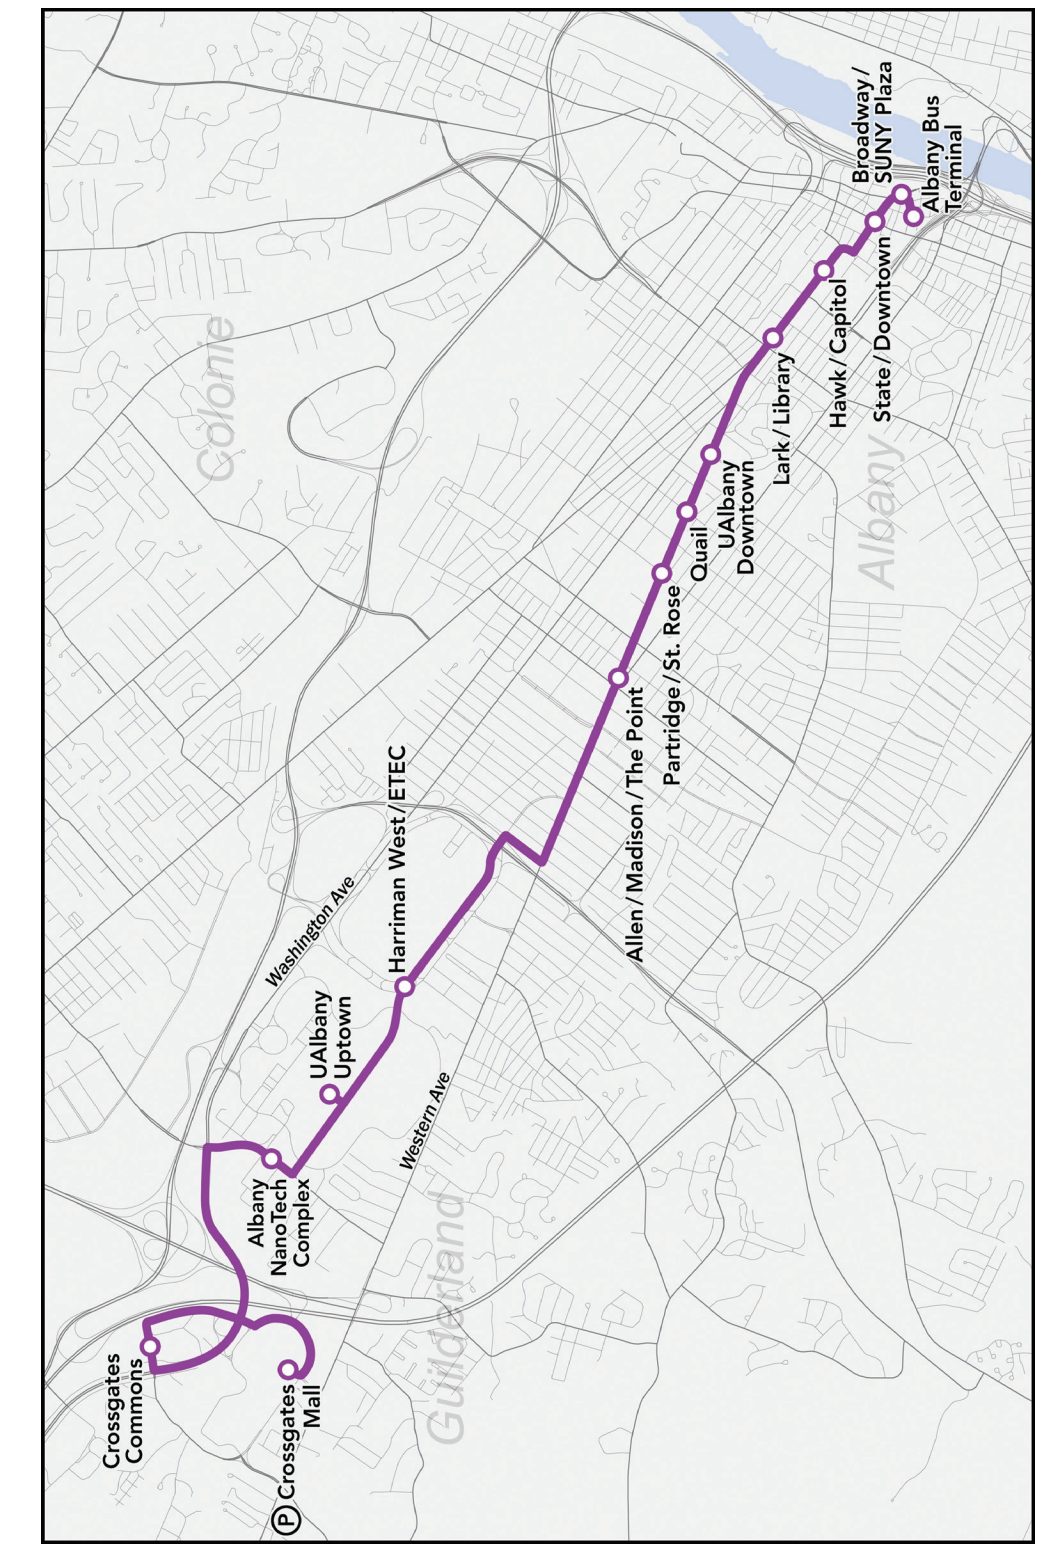 Crossgates
Commons
P
Crossgates
Mall
Albany
NanoTech
Complex
UAlbany
Uptown
Harriman West / ETEC
Washington Ave
Western Ave
Guilderland
Colonie
Albany
Allen / Madison / The Point
Partridge / St. Rose
Quail
UAlbany
Downtown
Lark / Library
Hawk / Capitol
State / Downtown
Broadway /
SUNY Plaza
Albany Bus
Terminal